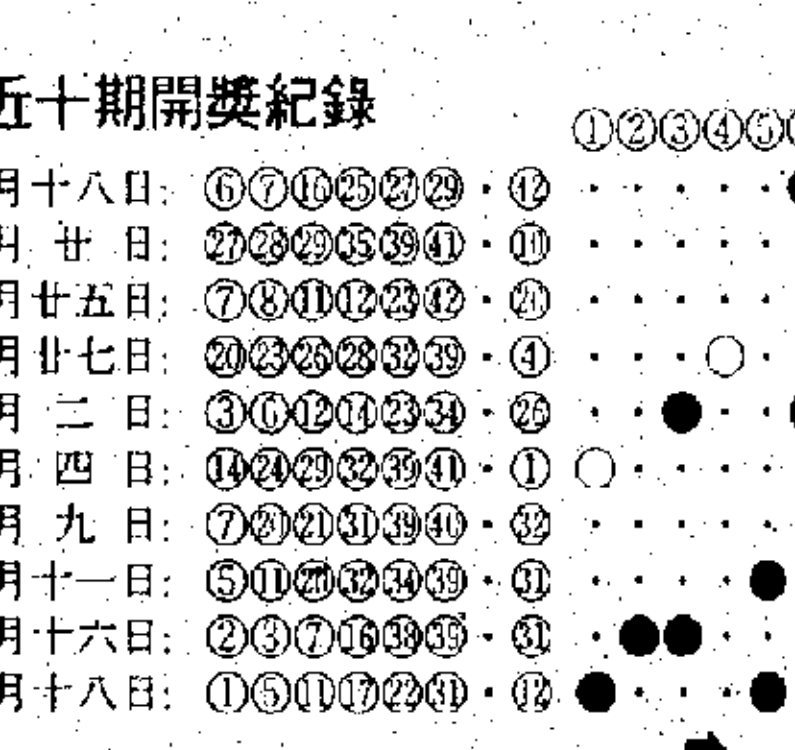 近十期開獎紀錄
①②③④⑤
月十八日: ⑥⑦⑯㉕㉗㉙ · ㊷
月廿日: ㉗㉘㉙㉟㊴㊶ · ⑩
月廿五日: ⑦⑧⑪⑫㉓㊷ · ⑳
月廿七日: ⑳㉓㉖㉘㉜㊴ · ④
月二日: ③⑥⑫⑭㉓㉞ · ㉖
月四日: ⑭㉔㉙㉜㊴㊶ · ①
月九日: ⑦⑳㉑㉛㊴㊵ · ㉜
月十一日: ⑤⑪⑳㉜㉞㊴ · ㉛
月十六日: ②③⑦⑯㊳㊴ · ㉛
月十八日: ①⑤⑪⑰㉒㉛ · ⑫